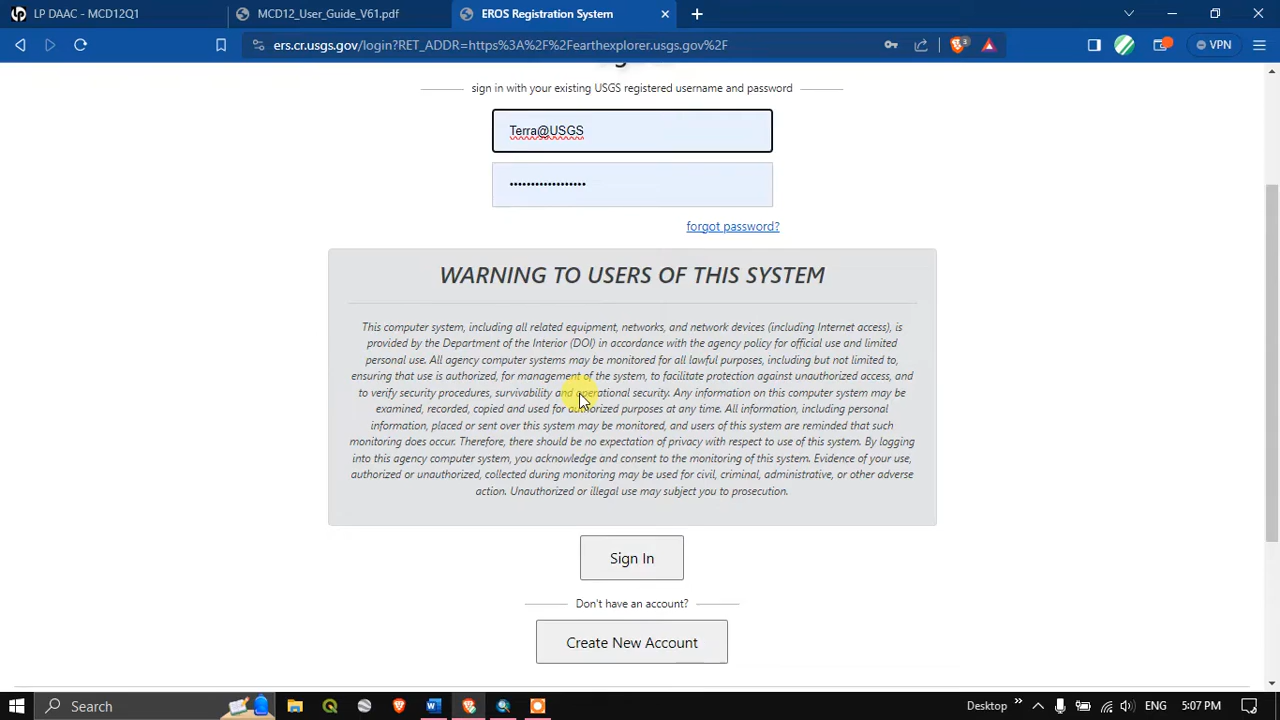 LP DAAC - MCD12Q1
MCD12_User_Guide_V61.pdf
EROS Registration System
ers.cr.usgs.gov/login?RET_ADDR=https%3A%2F%2Fearthexplorer.usgs.gov%2F
3
VPN
sign in with your existing USGS registered username and password
Terra@USGS
••••••••••••••••••
forgot password?
WARNING TO USERS OF THIS SYSTEM
This computer system, including all related equipment, networks, and network devices (including Internet access), is
provided by the Department of the Interior (DOI) in accordance with the agency policy for official use and limited
personal use. All agency computer systems may be monitored for all lawful purposes, including but not limited to,
ensuring that use is authorized, for management of the system, to facilitate protection against unauthorized access, and
to verify security procedures, survivability and operational security. Any information on this computer system may be
examined, recorded, copied and used for authorized purposes at any time. All information, including personal
information, placed or sent over this system may be monitored, and users of this system are reminded that such
monitoring does occur. Therefore, there should be no expectation of privacy with respect to use of this system. By logging
into this agency computer system, you acknowledge and consent to the monitoring of this system. Evidence of your use,
authorized or unauthorized, collected during monitoring may be used for civil, criminal, administrative, or other adverse
action. Unauthorized or illegal use may subject you to prosecution.
Sign In
Don't have an account?
Create New Account
Search
Desktop
ENG
5:07 PM